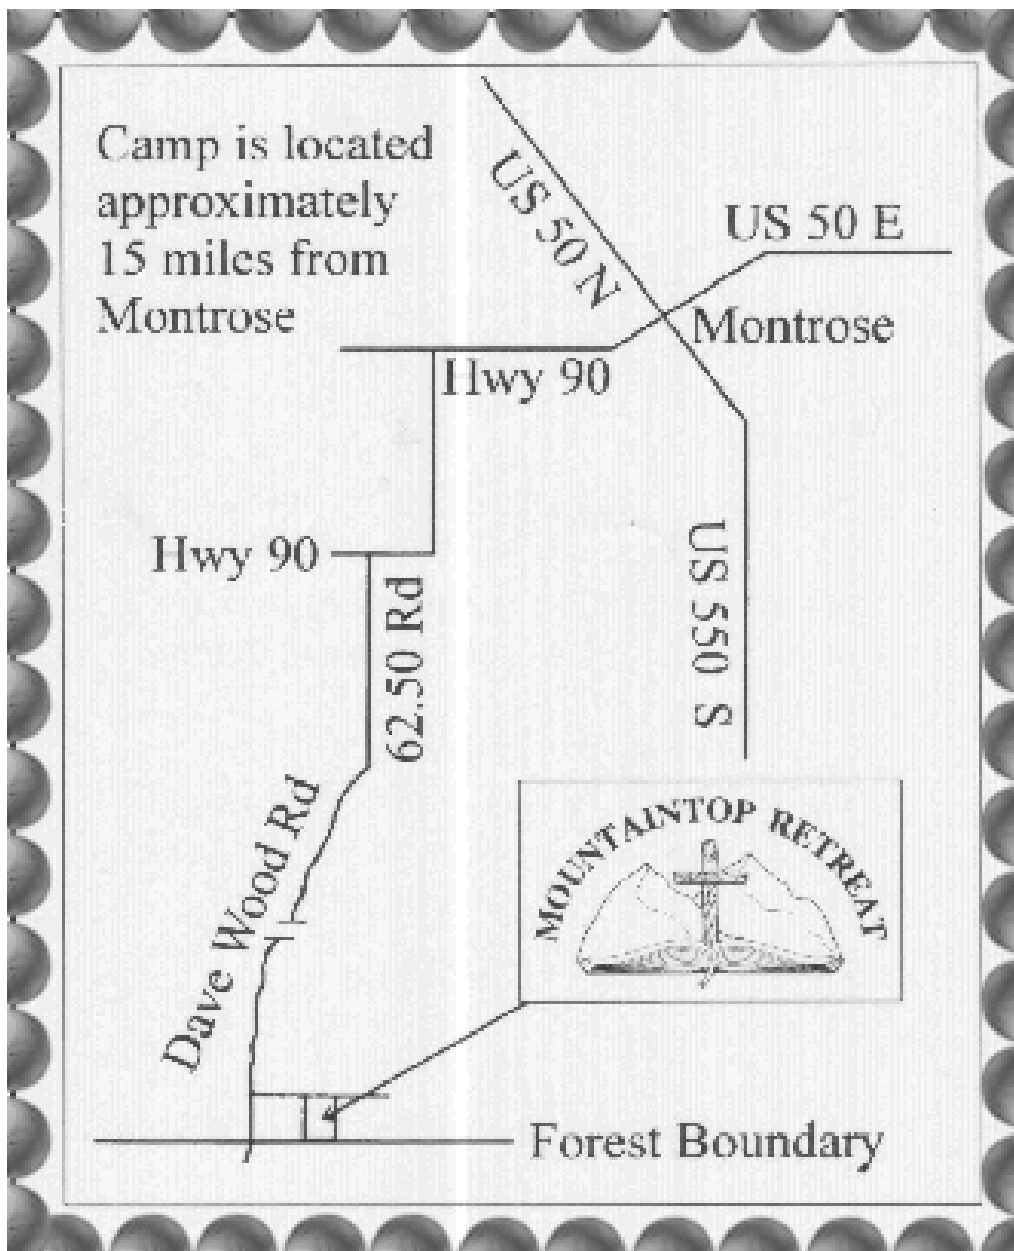 Camp is located
approximately
15 miles from
Montrose
US 50 N
US 50 E
Montrose
Hwy 90
Hwy 90
62.50 Rd
US 550 S
Dave Wood Rd
MOUNTAINTOP RETREAT
Forest Boundary